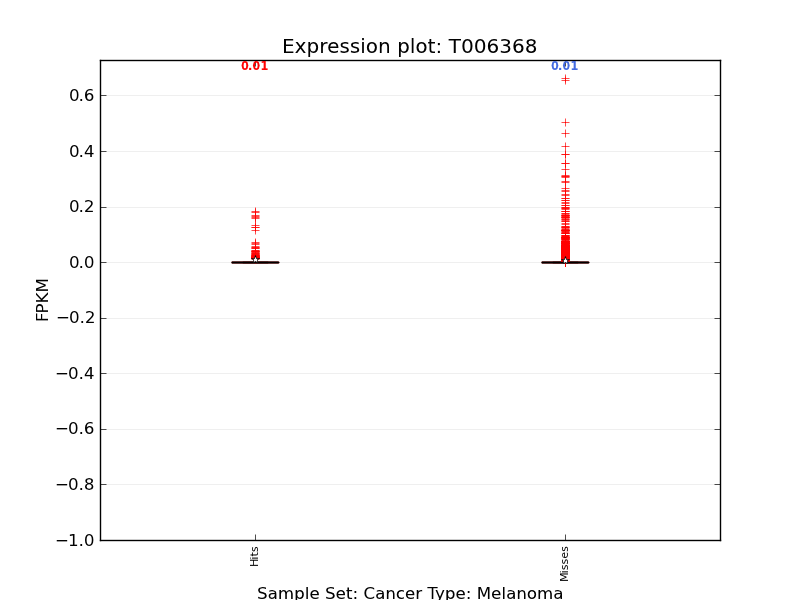 Expression plot: T006368
0.01
0.01
0.6
0.4
0.2
0.0
−0.2
−0.4
−0.6
−0.8
−1.0
FPKM
Hits
Misses
Sample Set: Cancer Type: Melanoma